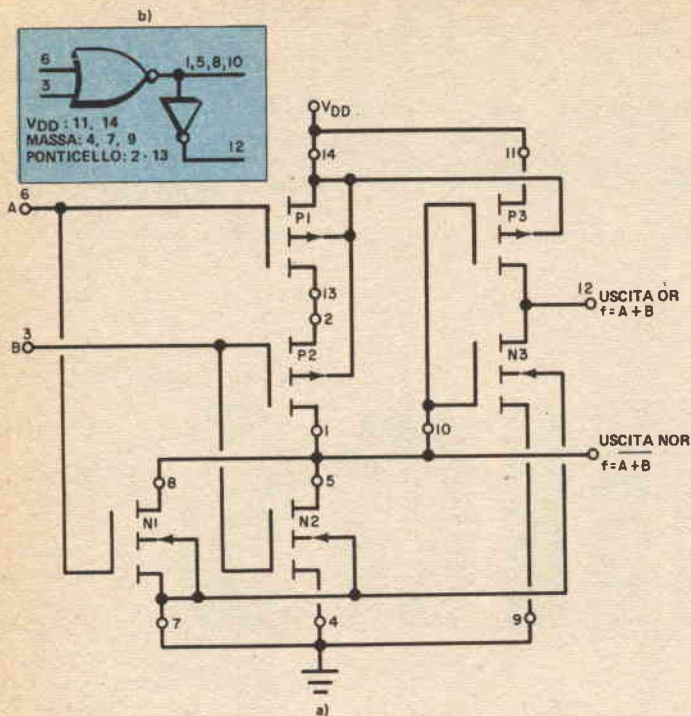 b)
6
3
1,5,8,10
12
VDD : 11, 14
MASSA: 4, 7, 9
PONTICELLO: 2 - 13
VDD
14
11
A 6
P1
P3
13
2
12
USCITA OR
f=A+B
B 3
P2
N3
1
10
USCITA NOR
f=A+B
8
5
N1
N2
7
4
9
a)